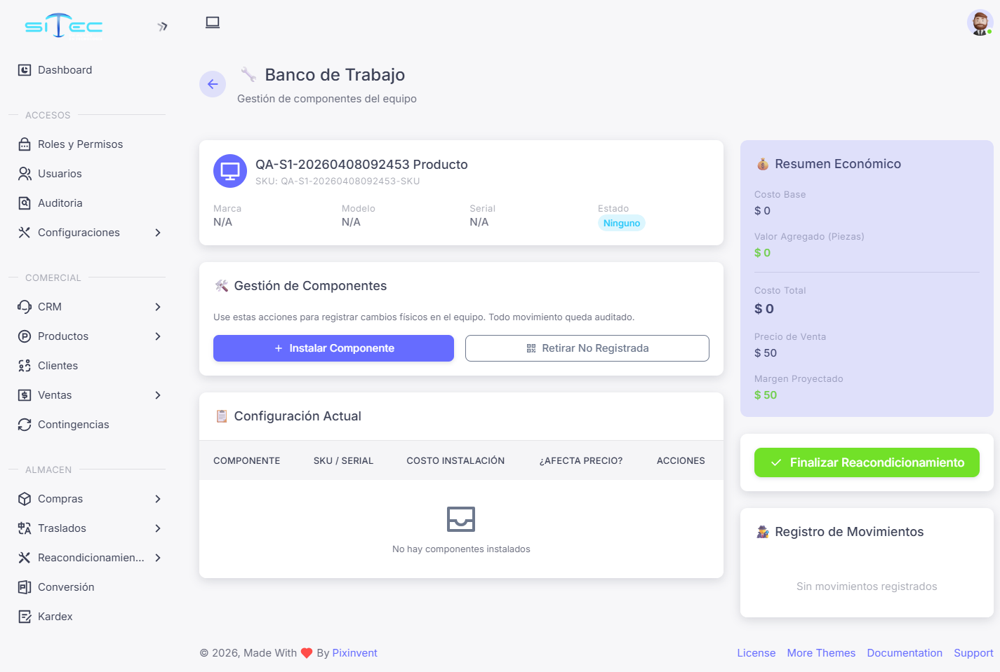 SITEC
Dashboard
ACCESOS
Roles y Permisos
Usuarios
Auditoria
Configuraciones
COMERCIAL
CRM
Productos
Clientes
Ventas
Contingencias
ALMACEN
Compras
Traslados
Reacondicionamien...
Conversión
Kardex
Banco de Trabajo
Gestión de componentes del equipo
QA-S1-20260408092453 Producto
SKU: QA-S1-20260408092453-SKU
Marca Modelo Serial Estado
N/A N/A N/A Ninguno
Gestión de Componentes
Use estas acciones para registrar cambios físicos en el equipo. Todo movimiento queda auditado.
Instalar Componente Retirar No Registrada
Configuración Actual
COMPONENTE SKU / SERIAL COSTO INSTALACIÓN ¿AFECTA PRECIO? ACCIONES
No hay componentes instalados
Resumen Económico
Costo Base
$ 0
Valor Agregado (Piezas)
$ 0
Costo Total
$ 0
Precio de Venta
$ 50
Margen Proyectado
$ 50
Finalizar Reacondicionamiento
Registro de Movimientos
Sin movimientos registrados
© 2026, Made With ❤️ By Pixinvent
License More Themes Documentation Support